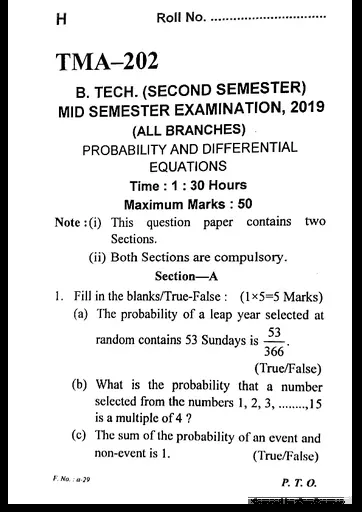 H Roll No. ................................
TMA–202
B. TECH. (SECOND SEMESTER)
MID SEMESTER EXAMINATION, 2019
(ALL BRANCHES)
PROBABILITY AND DIFFERENTIAL
EQUATIONS
Time : 1 : 30 Hours
Maximum Marks : 50
Note :(i) This question paper contains two
Sections.
(ii) Both Sections are compulsory.
Section—A
1. Fill in the blanks/True-False : (1×5=5 Marks)
(a) The probability of a leap year selected at
random contains 53 Sundays is 53/366.
(True/False)
(b) What is the probability that a number
selected from the numbers 1, 2, 3, ........,15
is a multiple of 4 ?
(c) The sum of the probability of an event and
non-event is 1. (True/False)
F. No. : a-29 P. T. O.